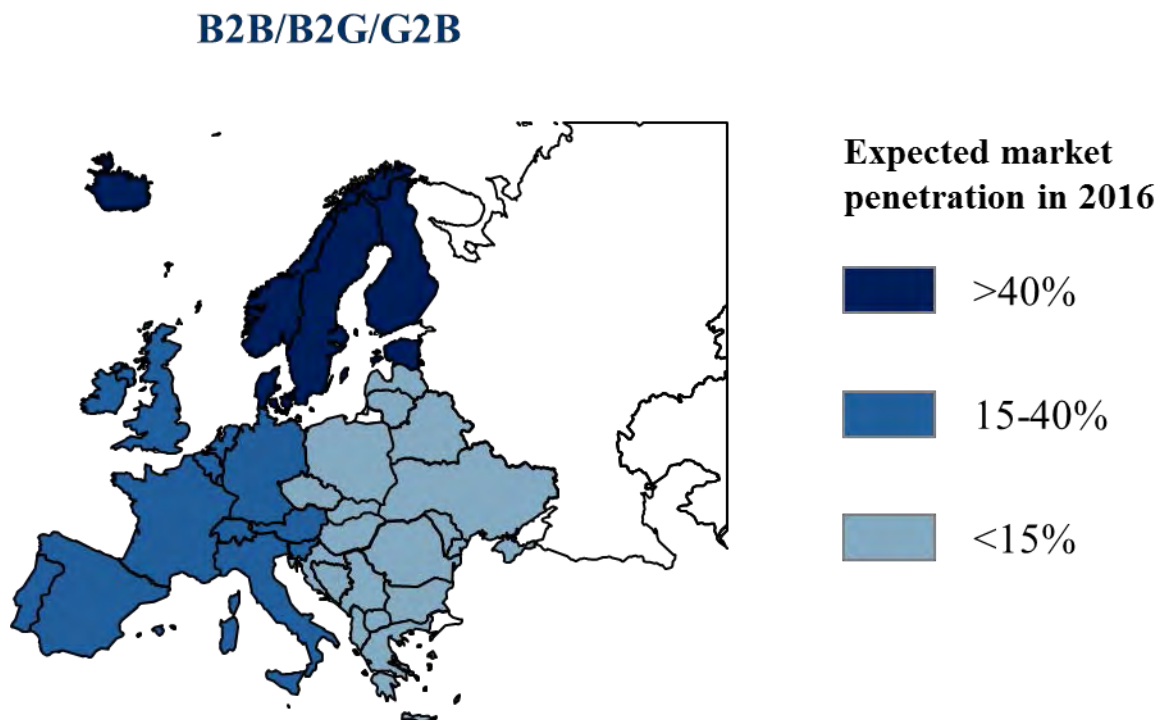 B2B/B2G/G2B
Expected market
penetration in 2016
>40%
15-40%
<15%